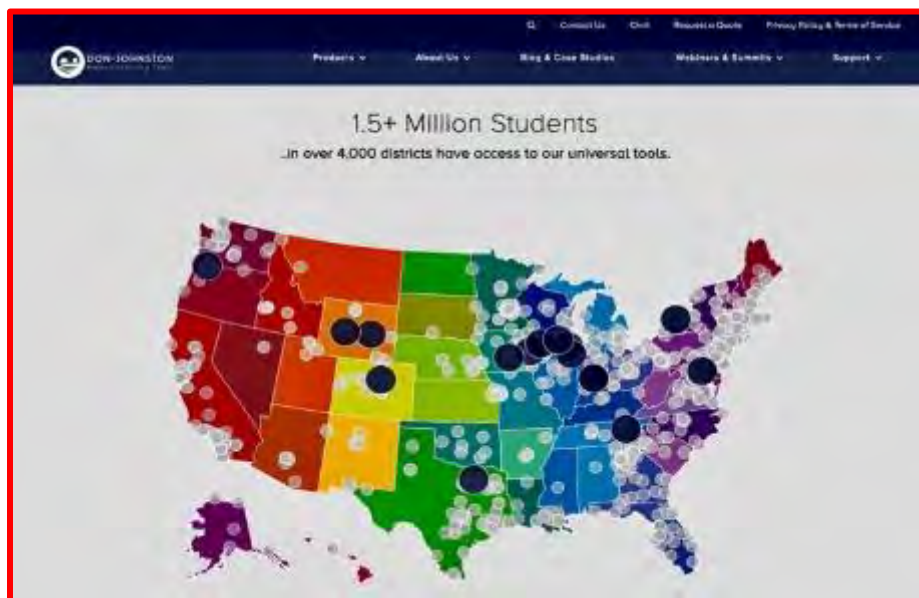 Contact Us Chat Request a Quote Privacy Policy & Terms of Service
DON JOHNSTON
Products About Us Blog & Case Studies Webinars & Summits Support
1.5+ Million Students
..in over 4,000 districts have access to our universal tools.